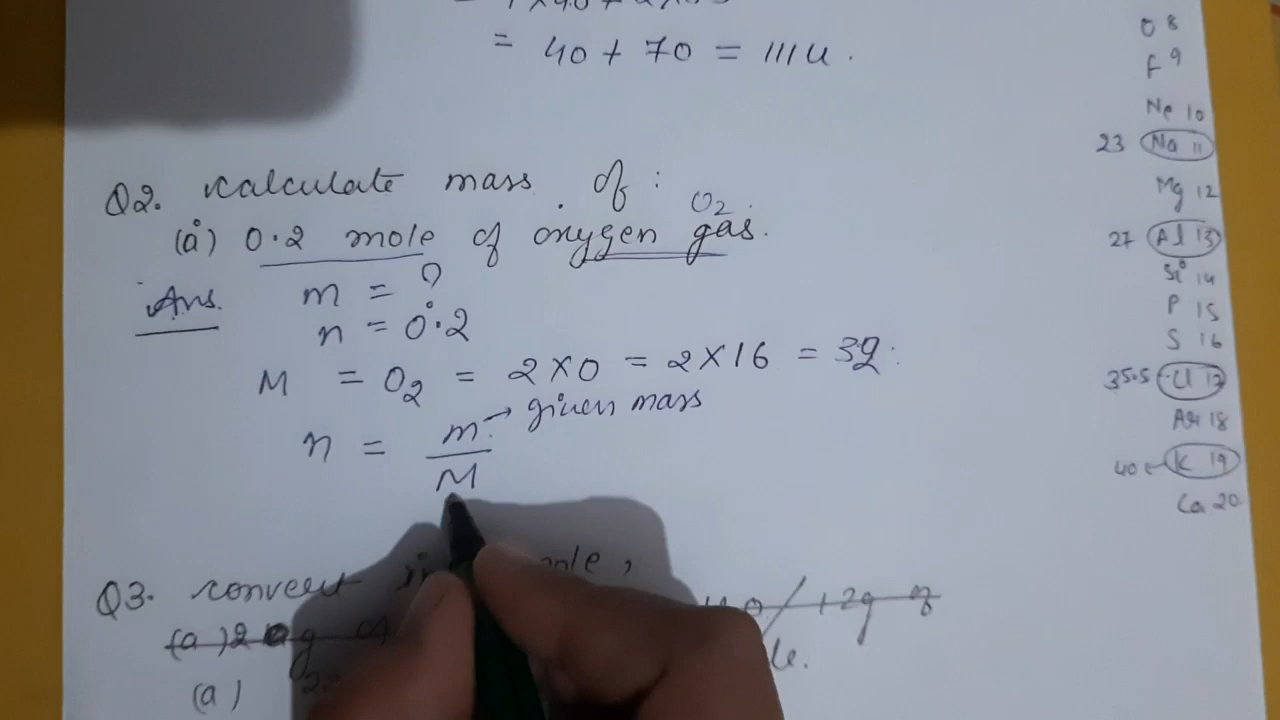 = 40 + 70 = 111u.
Q2. calculate mass of :
(a) 0.2 mole of oxygen gas.
O2
Ans. m = ?
n = 0.2
M = O2 = 2×O = 2×16 = 32.
n = m/M → given mass
Q3. convert mole,
(a)
O 8
F 9
Ne 10
23 Na 11
Mg 12
27 Al 13
Si 14
P 15
S 16
35.5 Cl 17
Ar 18
40 ← K 19
Ca 20